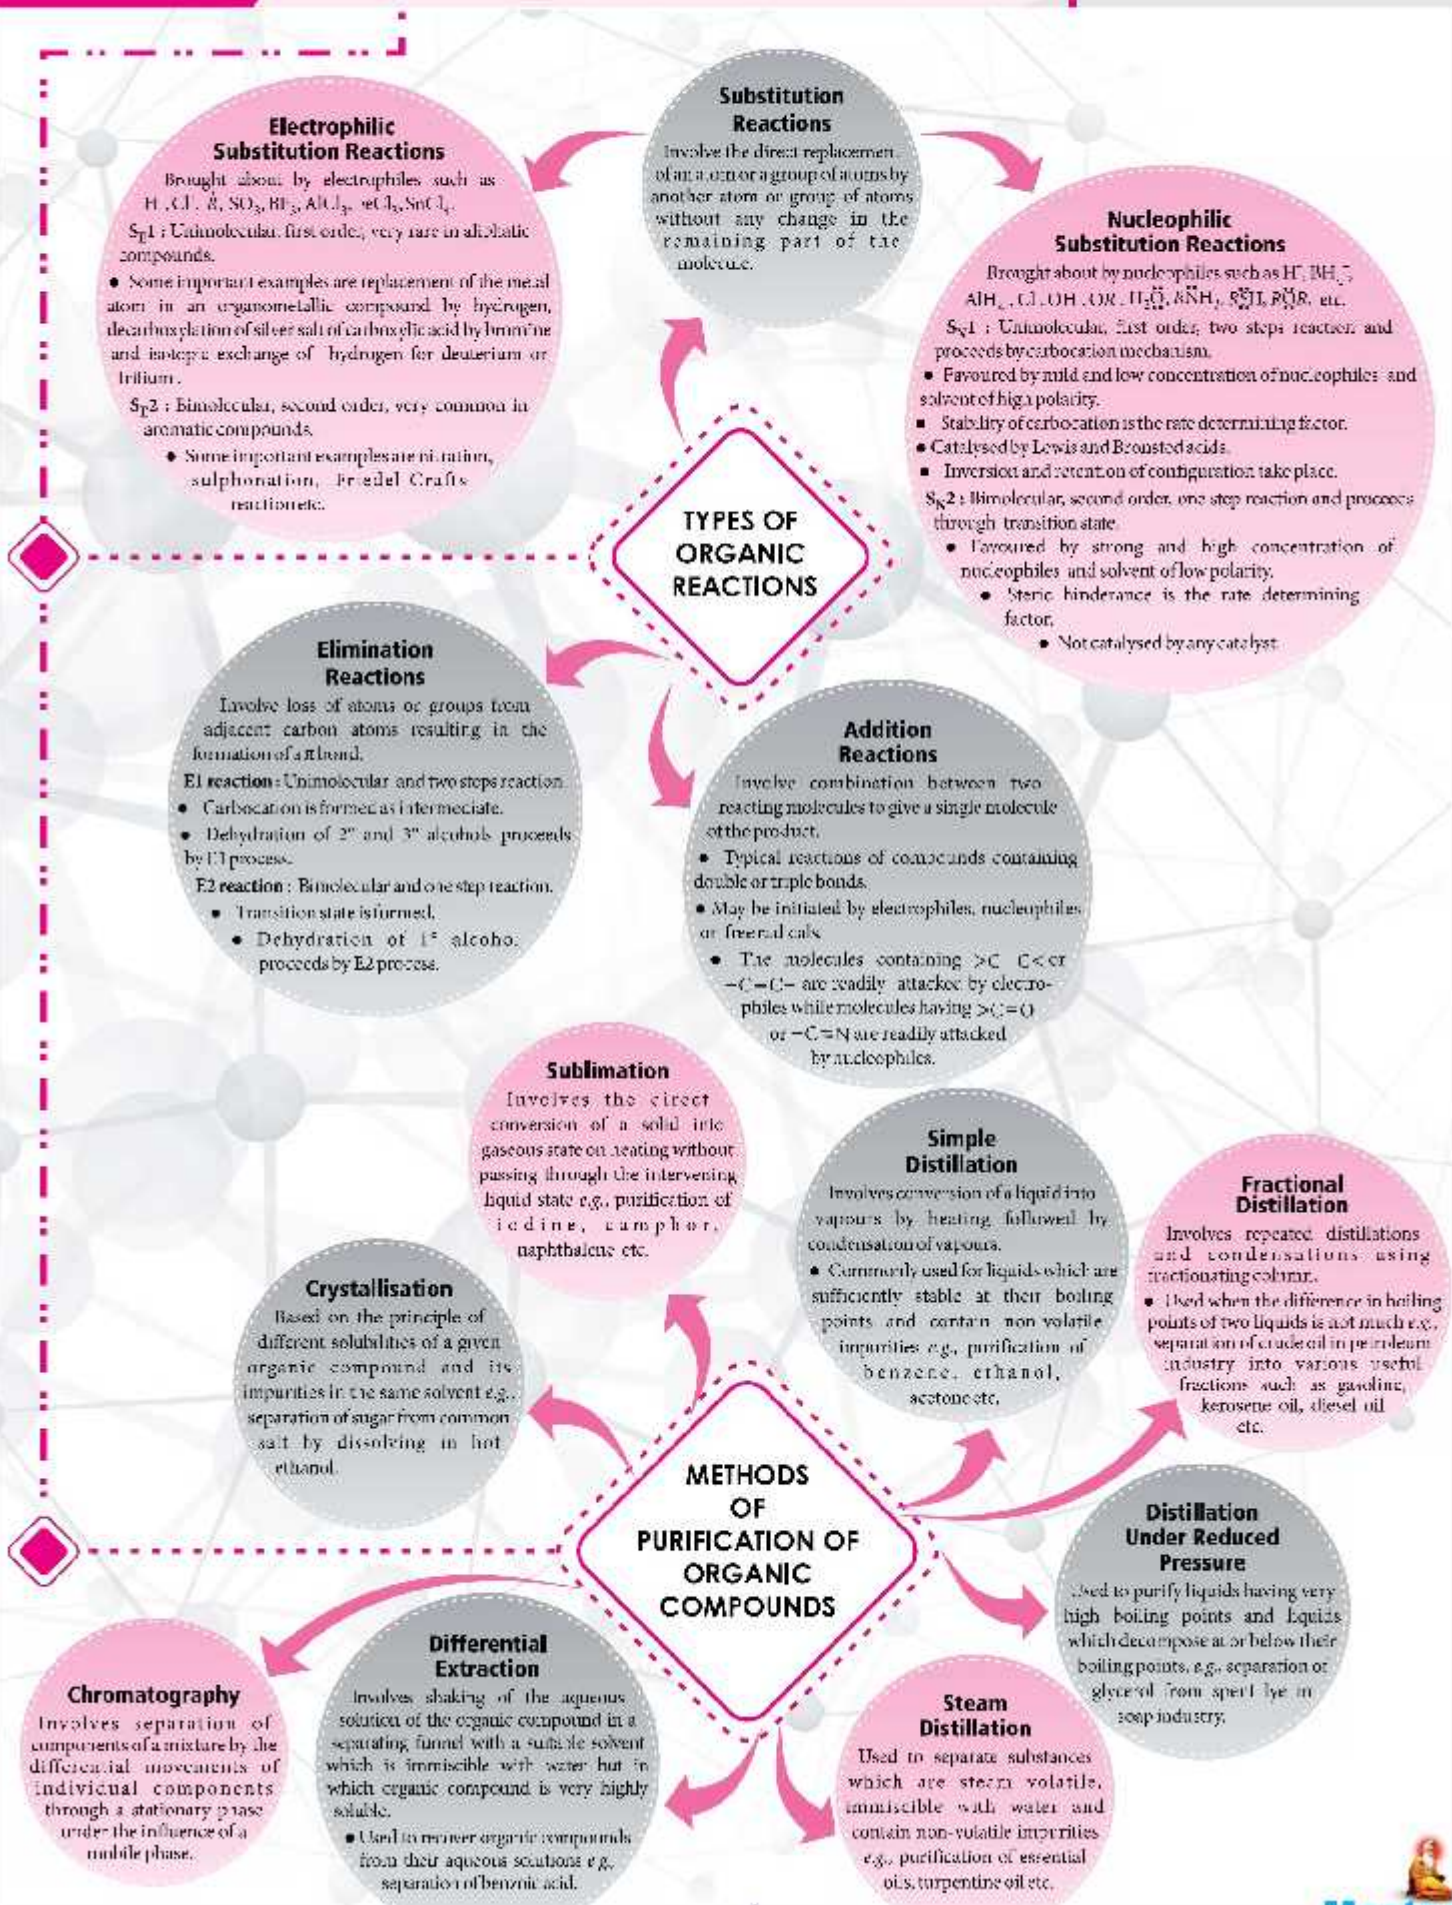 Substitution
Reactions
Involve the direct replacement
of an atom or a group of atoms by
another atom or group of atoms
without any change in the
remaining part of the
molecule.
Electrophilic
Substitution Reactions
Brought about by electrophiles such as
SO₃, BF₃, AlCl₃,
S_E1 : Unimolecular, first order, very rare in aliphatic
compounds.
● Some important examples are replacement of the metal
atom in an organometallic compound by hydrogen,
decarboxylation of silver salt of carboxylic acid by bromine
and isotopic exchange of hydrogen for deuterium or
tritium.
S_E2 : Bimolecular, second order, very common in
aromatic compounds.
● Some important examples are nitration,
sulphonation, Friedel Crafts
reaction etc.
Nucleophilic
Substitution Reactions
Brought about by nucleophiles such as
etc.
S_N1 : Unimolecular, first order, two steps reaction and
proceeds by carbocation mechanism.
● Favoured by mild and low concentration of nucleophiles and
solvent of high polarity.
■ Stability of carbocation is the rate determining factor.
● Catalysed by Lewis and Bronsted acids.
■ Inversion and retention of configuration take place.
S_N2 : Bimolecular, second order, one step reaction and proceeds
through transition state.
● Favoured by strong and high concentration of
nucleophiles and solvent of low polarity.
● Steric hinderance is the rate determining
factor.
● Not catalysed by any catalyst.
TYPES OF
ORGANIC
REACTIONS
Elimination
Reactions
Involve loss of atoms or groups from
adjacent carbon atoms resulting in the
formation of a π bond.
E1 reaction : Unimolecular and two steps reaction.
● Carbocation is formed as intermediate.
● Dehydration of 2° and 3° alcohols proceeds
by E1 process.
E2 reaction : Bimolecular and one step reaction.
● Transition state is formed.
● Dehydration of 1° alcohol
proceeds by E2 process.
Addition
Reactions
Involve combination between two
reacting molecules to give a single molecule
of the product.
● Typical reactions of compounds containing
double or triple bonds.
● May be initiated by electrophiles, nucleophiles
or free radicals.
● The molecules containing >C C< or
are readily attacked by electro-
philes while molecules having >C=O
or are readily attacked
by nucleophiles.
Sublimation
Involves the direct
conversion of a solid into
gaseous state on heating without
passing through the intervening
liquid state e.g., purification of
iodine, camphor,
naphthalene etc.
Simple
Distillation
Involves conversion of a liquid into
vapours by heating followed by
condensation of vapours.
● Commonly used for liquids which are
sufficiently stable at their boiling
points and contain non volatile
impurities e.g., purification of
benzene, ethanol,
acetone etc.
Fractional
Distillation
Involves repeated distillations
and condensations using
fractionating column.
● Used when the difference in boiling
points of two liquids is not much e.g.,
separation of crude oil in petroleum
industry into various useful
fractions such as gasoline,
kerosene oil, diesel oil
etc.
Crystallisation
Based on the principle of
different solubilities of a given
organic compound and its
impurities in the same solvent e.g.,
separation of sugar from common
salt by dissolving in hot
ethanol.
METHODS
OF
PURIFICATION OF
ORGANIC
COMPOUNDS
Distillation
Under Reduced
Pressure
Used to purify liquids having very
high boiling points and liquids
which decompose at or below their
boiling points, e.g., separation of
glycerol from spent lye in
soap industry.
Chromatography
Involves separation of
components of a mixture by the
differential movements of
individual components
through a stationary phase
under the influence of a
mobile phase.
Differential
Extraction
Involves shaking of the aqueous
solution of the organic compound in a
separating funnel with a suitable solvent
which is immiscible with water but in
which organic compound is very highly
soluble.
● Used to recover organic compounds
from their aqueous solutions e.g.,
separation of benzoic acid.
Steam
Distillation
Used to separate substances
which are steam volatile,
immiscible with water and
contain non-volatile impurities
e.g., purification of essential
oils, turpentine oil etc.